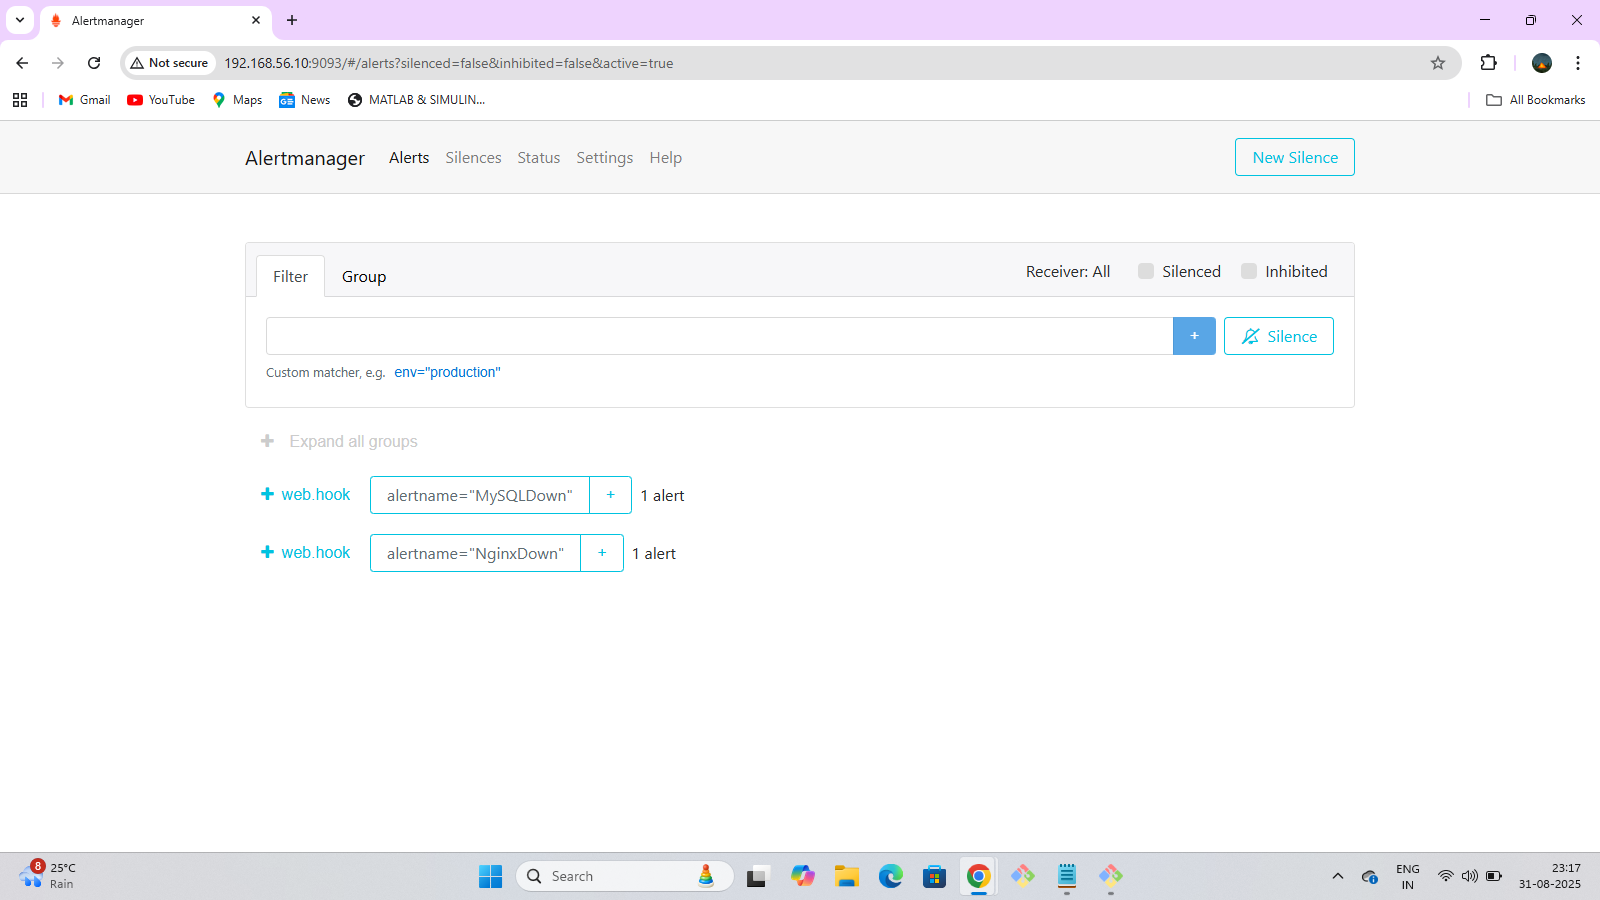 Alertmanager
Not secure
192.168.56.10:9093/#/alerts?silenced=false&inhibited=false&active=true
Gmail
YouTube
Maps
News
MATLAB & SIMULIN...
All Bookmarks
Alertmanager
Alerts
Silences
Status
Settings
Help
New Silence
Filter
Group
Receiver: All
Silenced
Inhibited
+
Silence
Custom matcher, e.g. env="production"
+ Expand all groups
+ web.hook alertname="MySQLDown" + 1 alert
+ web.hook alertname="NginxDown" + 1 alert
8
25°C
Rain
Search
ENG
IN
23:17
31-08-2025